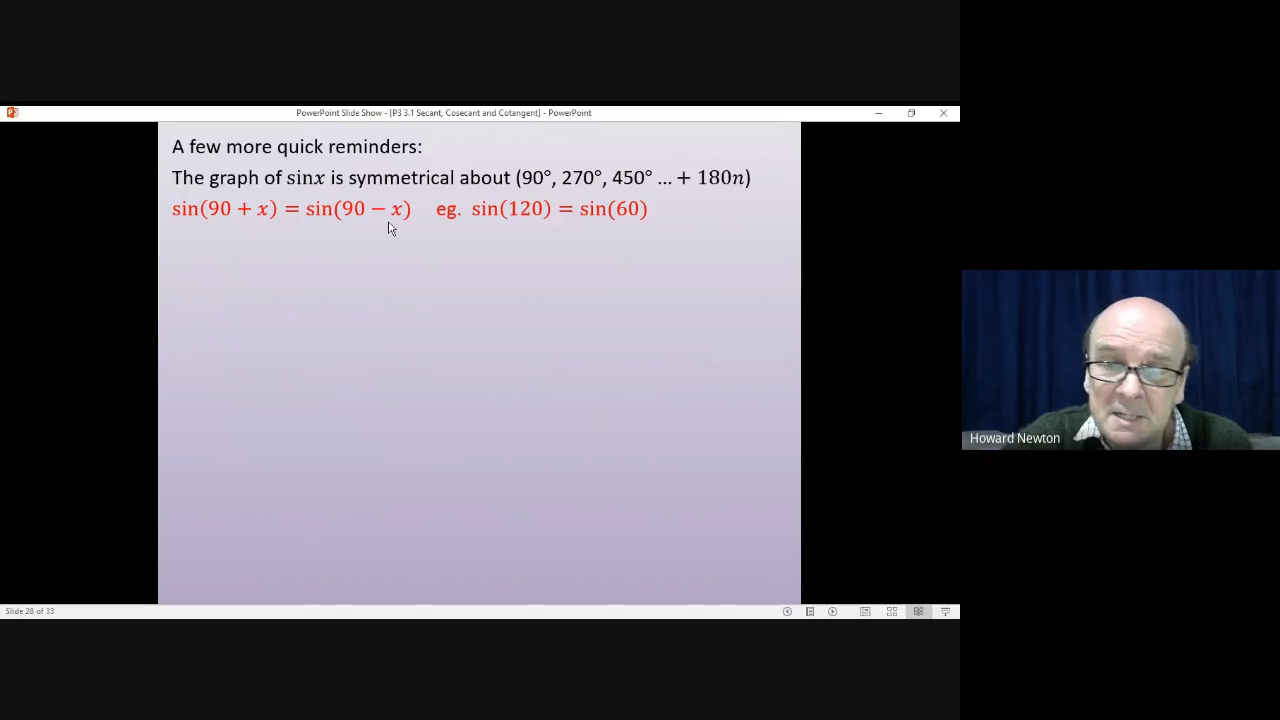 PowerPoint Slide Show - [P3 3.1 Secant, Cosecant and Cotangent] - PowerPoint
A few more quick reminders:
The graph of sin𝑥 is symmetrical about (90°, 270°, 450° … + 180𝑛)
sin(90 + 𝑥) = sin(90 − 𝑥) eg. sin(120) = sin(60)
Howard Newton
Slide 28 of 33